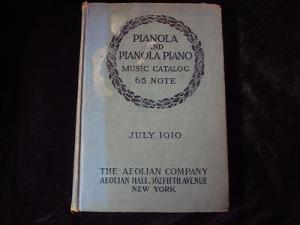 PIANOLA
AND
PIANOLA PIANO
MUSIC CATALOG
65 NOTE
JULY 1910
THE AEOLIAN COMPANY
AEOLIAN HALL, 362 FIFTH AVENUE
NEW YORK